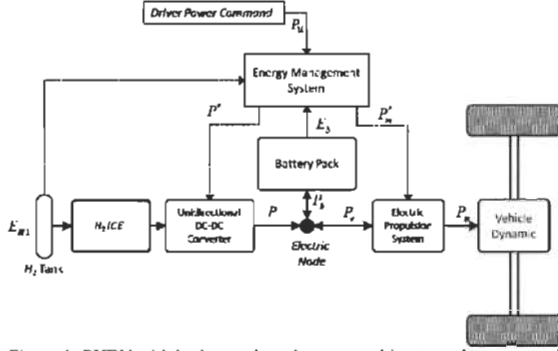 Driver Power Command
P_d
Energy Management
System
P*
E_b
P*_m
Battery Pack
E_H2
H₂ ICE
Unidirectional
DC-DC
Converter
P
P_b
P_e
Electric
Propulsion
System
P_m
Vehicle
Dynamic
Electric
Node
H₂ Tank